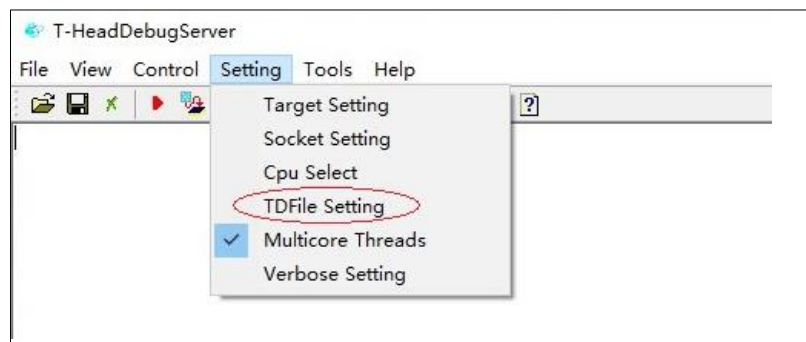 T-HeadDebugServer
File View Control Setting Tools Help
Target Setting
Socket Setting
Cpu Select
TDFile Setting
Multicore Threads
Verbose Setting